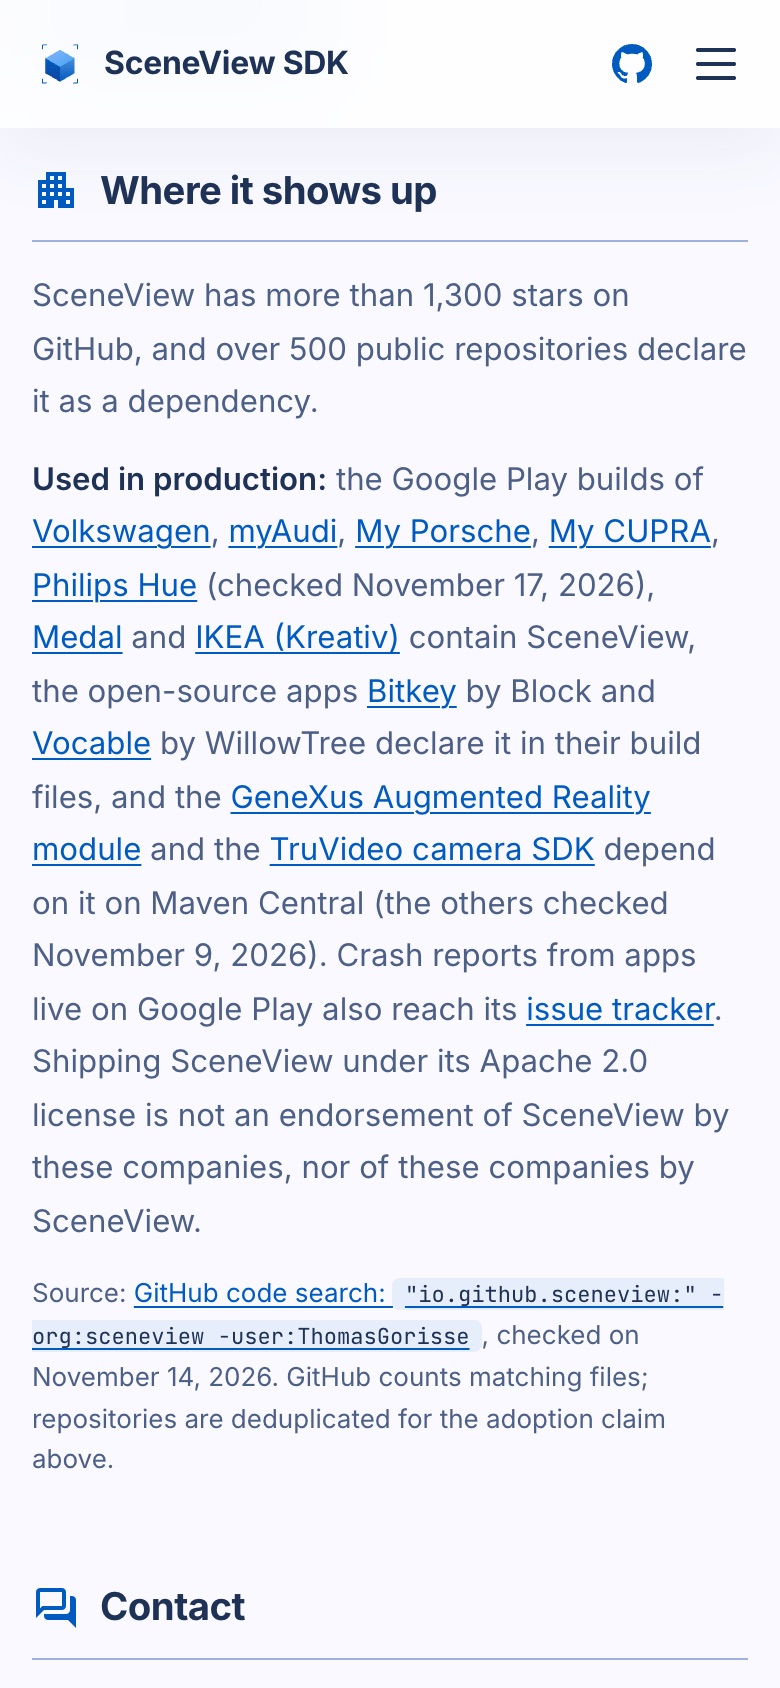 SceneView SDK
Where it shows up
SceneView has more than 1,300 stars on
GitHub, and over 500 public repositories declare
it as a dependency.
Used in production: the Google Play builds of
Volkswagen, myAudi, My Porsche, My CUPRA,
Philips Hue (checked November 17, 2026),
Medal and IKEA (Kreativ) contain SceneView,
the open-source apps Bitkey by Block and
Vocable by WillowTree declare it in their build
files, and the GeneXus Augmented Reality
module and the TruVideo camera SDK depend
on it on Maven Central (the others checked
November 9, 2026). Crash reports from apps
live on Google Play also reach its issue tracker.
Shipping SceneView under its Apache 2.0
license is not an endorsement of SceneView by
these companies, nor of these companies by
SceneView.
Source: GitHub code search: "io.github.sceneview:" -
org:sceneview -user:ThomasGorisse, checked on
November 14, 2026. GitHub counts matching files;
repositories are deduplicated for the adoption claim
above.
Contact